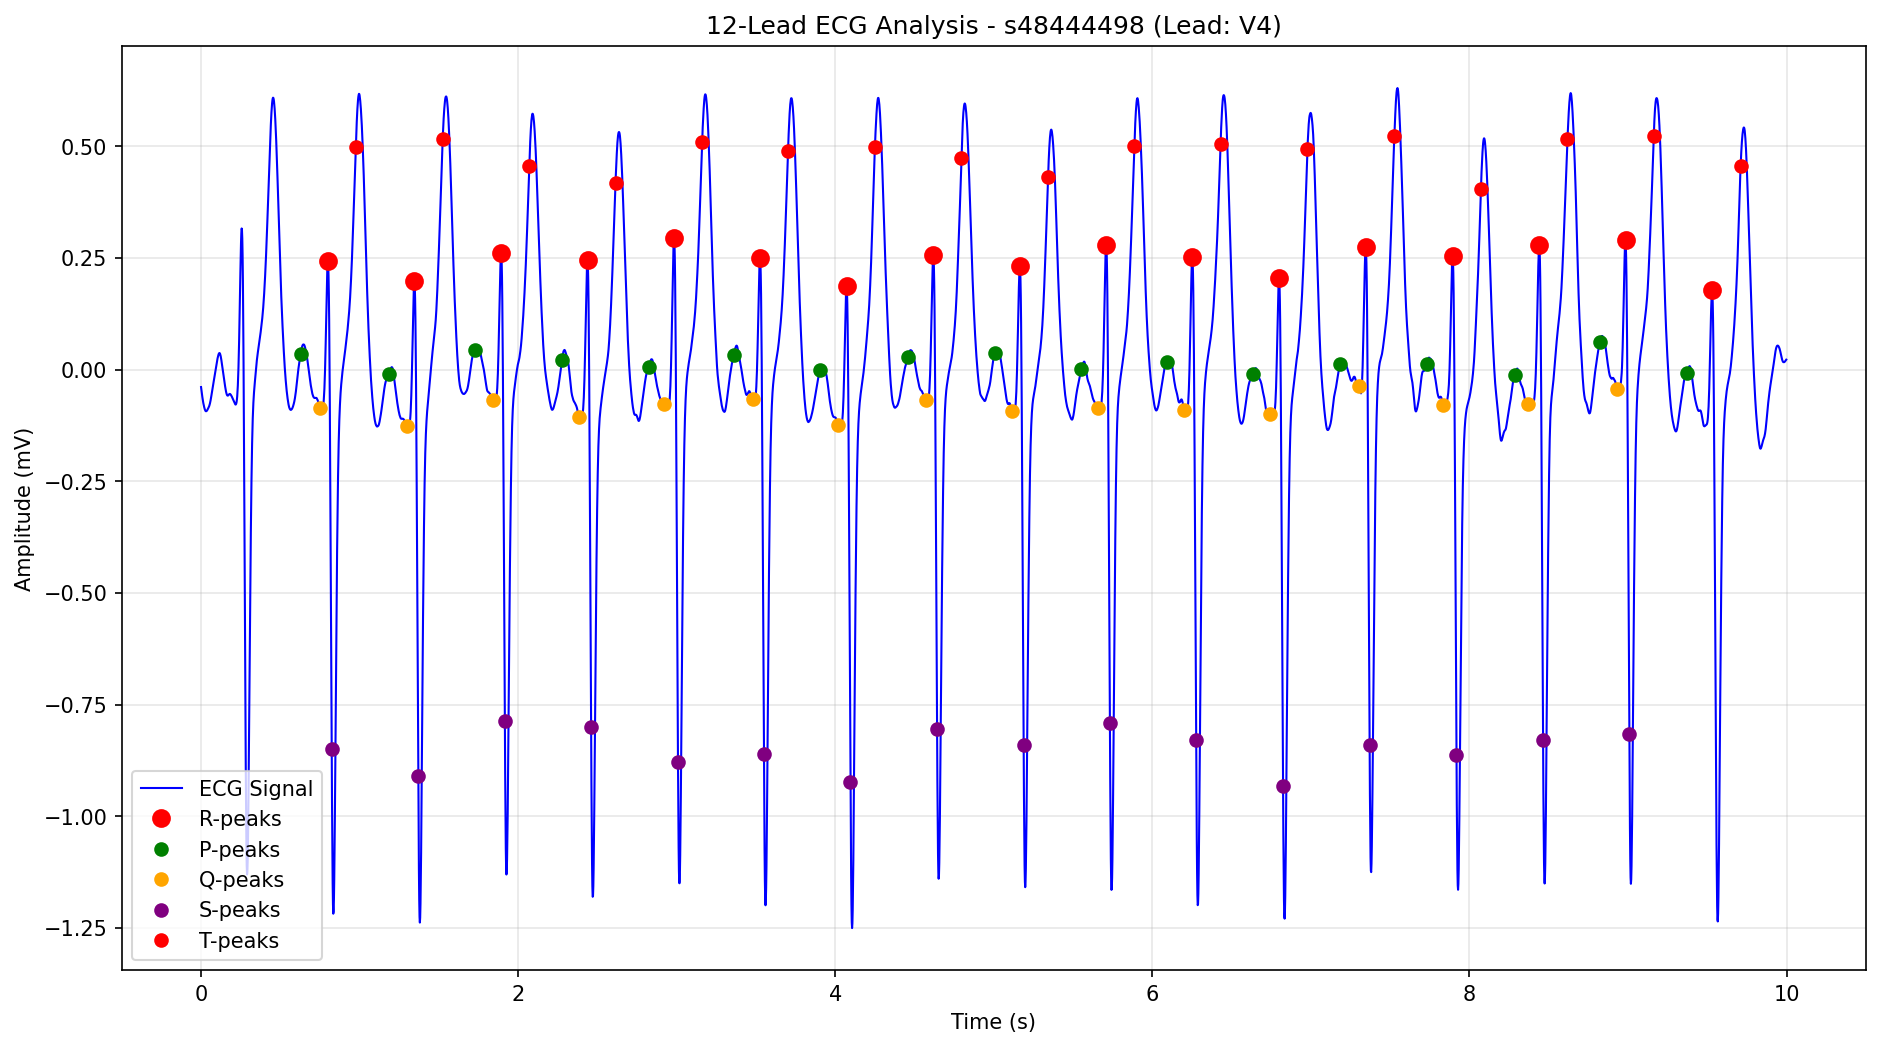 12-Lead ECG Analysis - s48444498 (Lead: V4)
Amplitude (mV)
0.50
0.25
0.00
−0.25
−0.50
−0.75
−1.00
−1.25
ECG Signal
R-peaks
P-peaks
Q-peaks
S-peaks
T-peaks
0 2 4 6 8 10
Time (s)